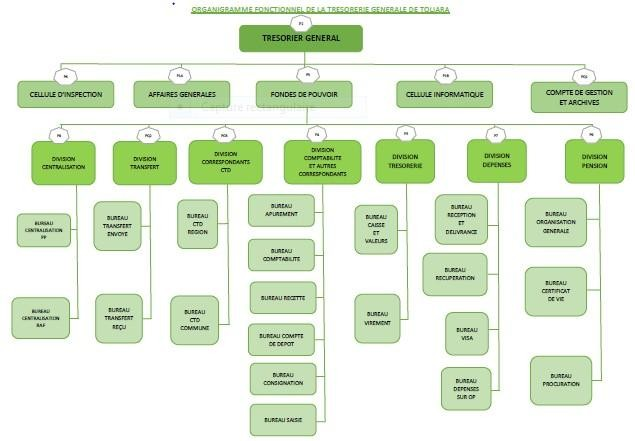 ORGANIGRAMME FONCTIONNEL DE LA TRESORERIE GENERALE DE TOLIARA
TRESORIER GENERAL
CELLULE D'INSPECTION
AFFAIRES GENERALES
FONDES DE POUVOIR
CELLULE INFORMATIQUE
COMPTE DE GESTION
ET ARCHIVES
Capture rectangulaire
DIVISION
CENTRALISATION
DIVISION
TRANSFERT
DIVISION
CORRESPONDANTS
CTD
DIVISION
COMPTABILITE
ET AUTRES
CORRESPONDANTS
DIVISION
TRESORERIE
DIVISION
DEPENSES
DIVISION
PENSION
BUREAU
CENTRALISATION
PP
BUREAU
CENTRALISATION
RAF
BUREAU
TRANSFERT
ENVOYE
BUREAU
TRANSFERT
REÇU
BUREAU
CTD
REGION
BUREAU
CTD
COMMUNE
BUREAU
APUREMENT
BUREAU
COMPTABILITE
BUREAU RECETTE
BUREAU COMPTE
DE DEPOT
BUREAU
CONSIGNATION
BUREAU SAISIE
BUREAU
CAISSE
ET
VALEURS
BUREAU
VIREMENT
BUREAU
RECEPTION
ET
DELIVRANCE
BUREAU
RECUPERATION
BUREAU
VISA
BUREAU
DEPENSES
SUR OP
BUREAU
ORGANISATION
GENERALE
BUREAU
CERTIFICAT
DE VIE
BUREAU
PROCURATION